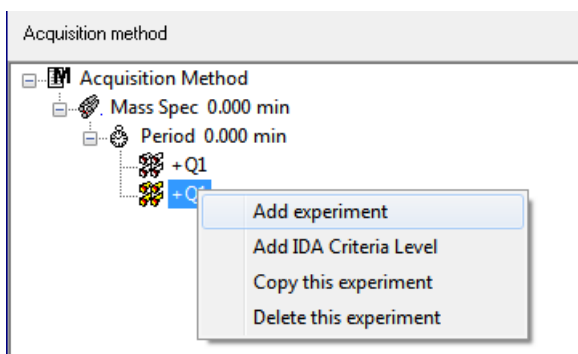 Acquisition method
Acquisition Method
Mass Spec 0.000 min
Period 0.000 min
+Q1
+Q1
Add experiment
Add IDA Criteria Level
Copy this experiment
Delete this experiment